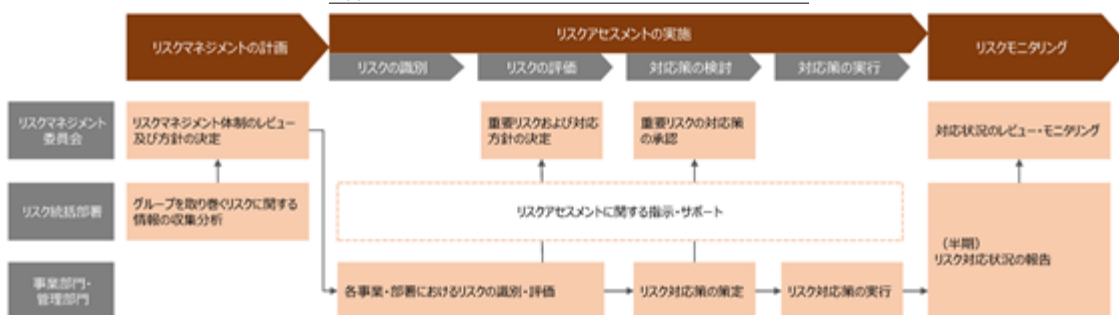 リスクマネジメントの計画
リスクアセスメントの実施
リスクモニタリング
リスクの識別
リスクの評価
対応策の検討
対応策の実行
リスクマネジメント
委員会
リスクマネジメント体制のレビュー
及び方針の決定
重要リスクおよび対応
方針の決定
重要リスクの対応策
の承認
対応状況のレビュー・モニタリング
リスク統括部署
グループを取り巻くリスクに関する
情報の収集分析
リスクアセスメントに関する指示・サポート
(半期)
リスク対応状況の報告
事業部門・
管理部門
各事業・部署におけるリスクの識別・評価
リスク対応策の策定
リスク対応策の実行